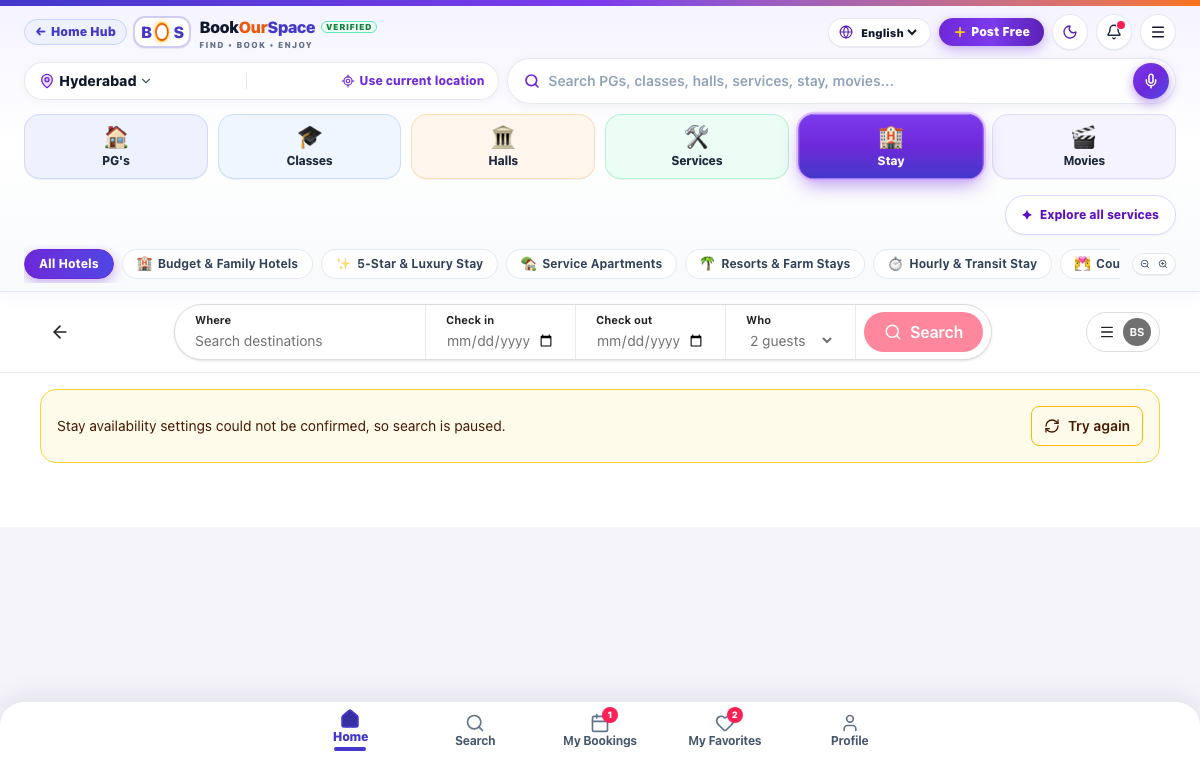 Home Hub
BOS
BookOurSpace VERIFIED
FIND • BOOK • ENJOY
English
Post Free
Hyderabad
Use current location
Search PGs, classes, halls, services, stay, movies...
PG's
Classes
Halls
Services
Stay
Movies
Explore all services
All Hotels
Budget & Family Hotels
5-Star & Luxury Stay
Service Apartments
Resorts & Farm Stays
Hourly & Transit Stay
Cou
Where
Search destinations
Check in
mm/dd/yyyy
Check out
mm/dd/yyyy
Who
2 guests
Search
BS
Stay availability settings could not be confirmed, so search is paused.
Try again
Home
Search
1
My Bookings
2
My Favorites
Profile